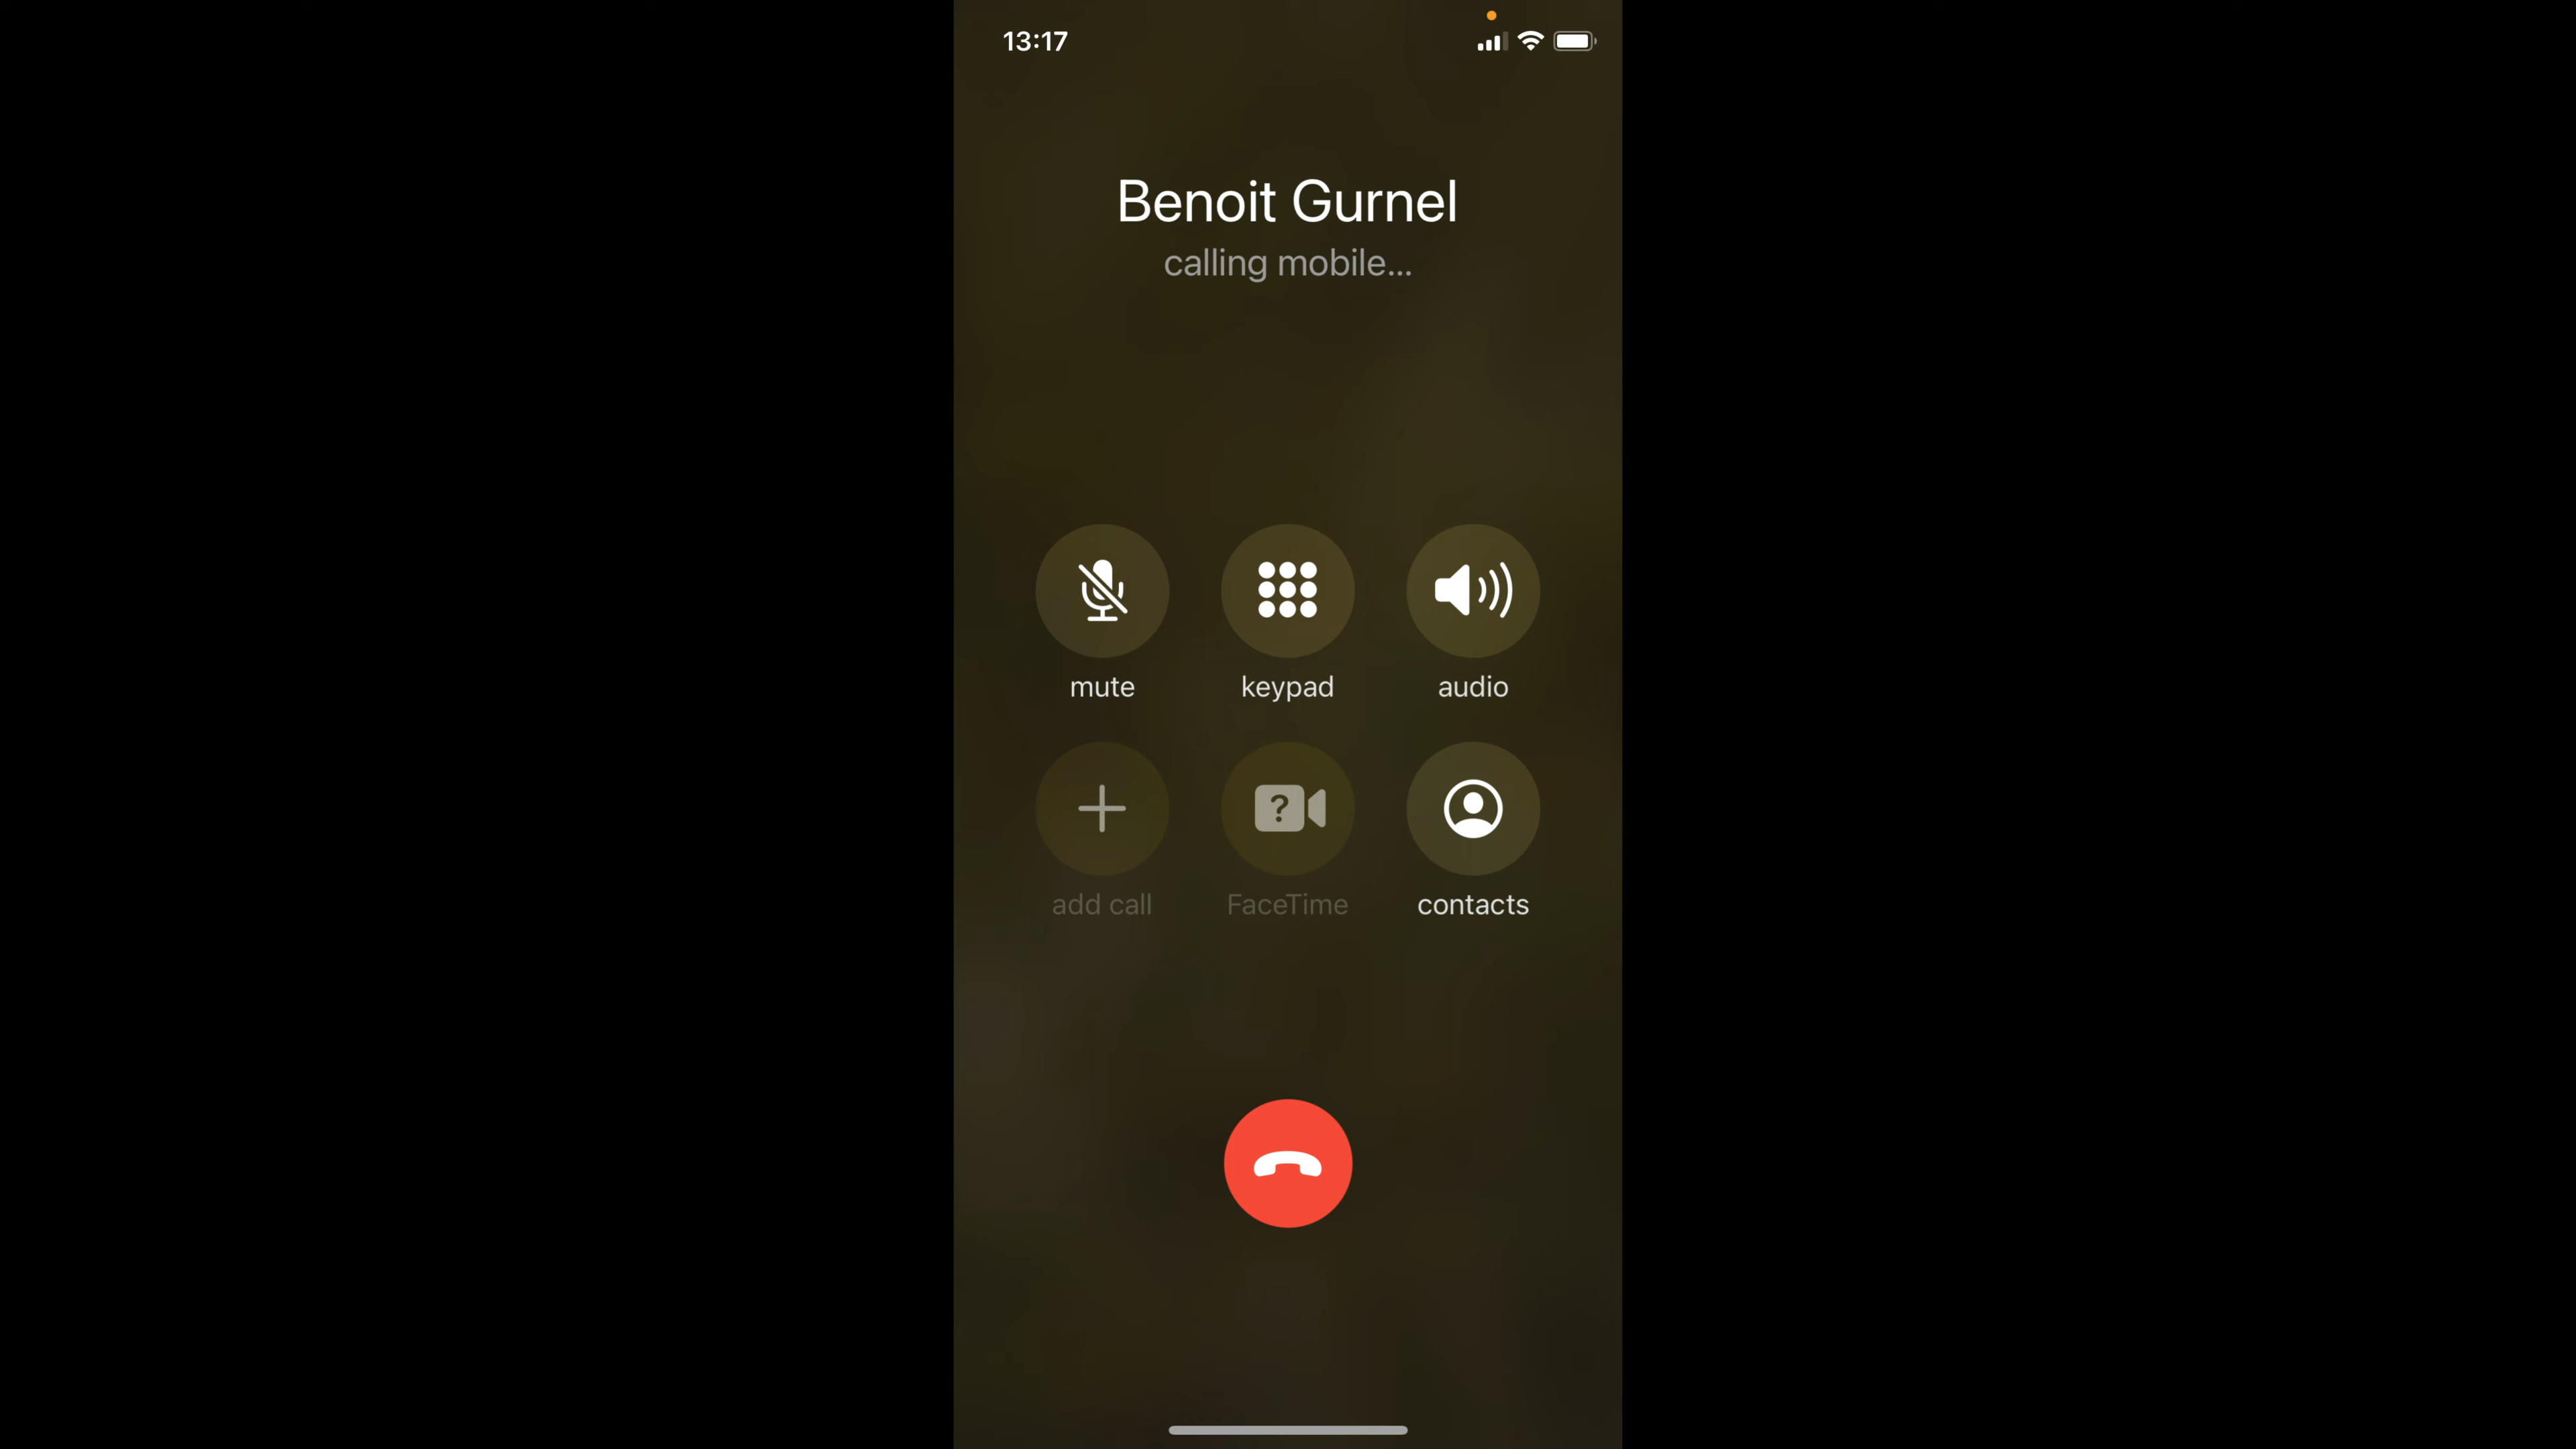 13:17
Benoit Gurnel
calling mobile...
mute keypad audio
add call FaceTime contacts